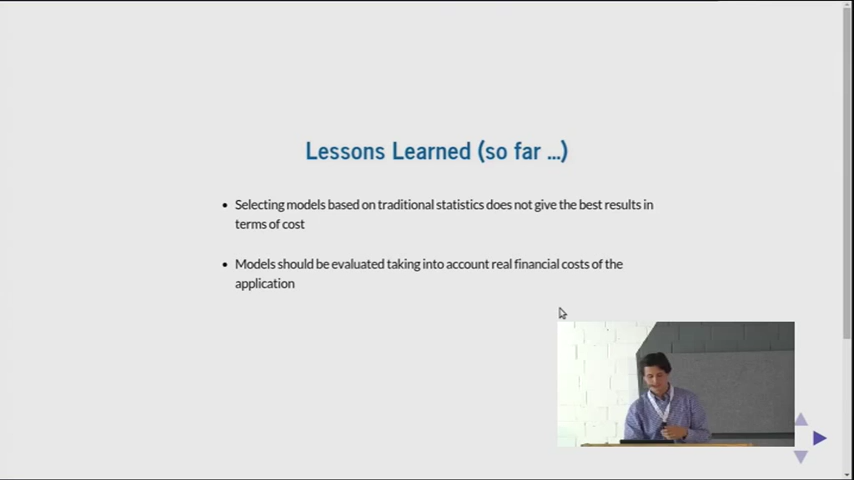 Lessons Learned (so far ...)
• Selecting models based on traditional statistics does not give the best results in
terms of cost
• Models should be evaluated taking into account real financial costs of the
application